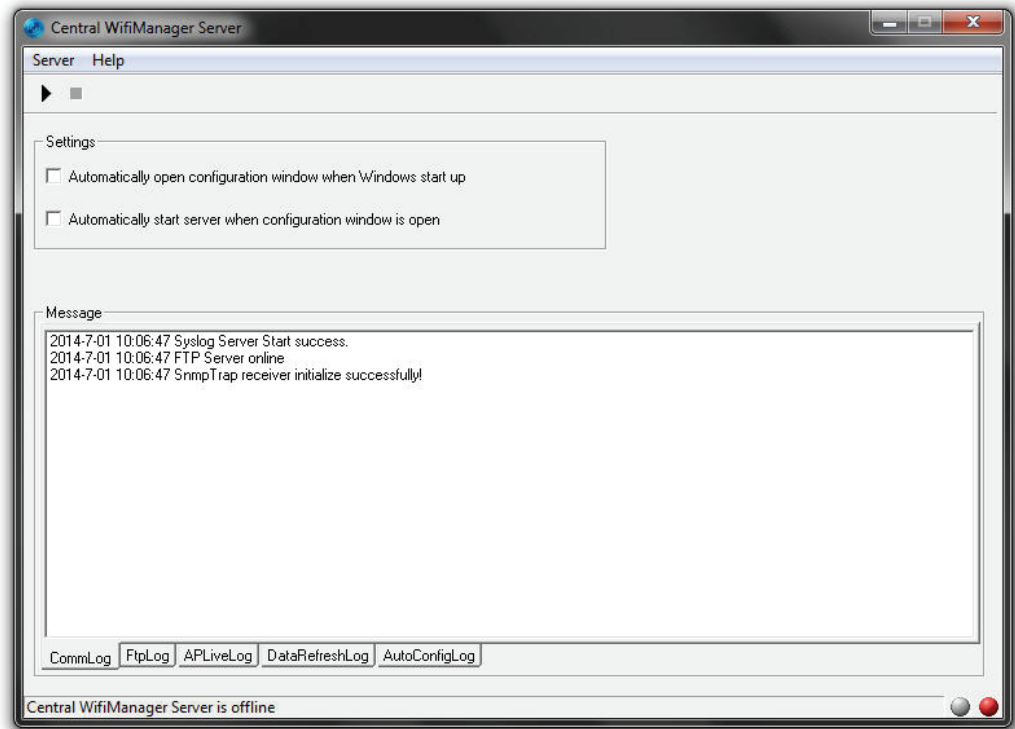 Central WifiManager Server
Server Help
Settings
Automatically open configuration window when Windows start up
Automatically start server when configuration window is open
Message
2014-7-01 10:06:47 Syslog Server Start success.
2014-7-01 10:06:47 FTP Server online
2014-7-01 10:06:47 SnmpTrap receiver initialize successfully!
CommLog FtpLog APLiveLog DataRefreshLog AutoConfigLog
Central WifiManager Server is offline